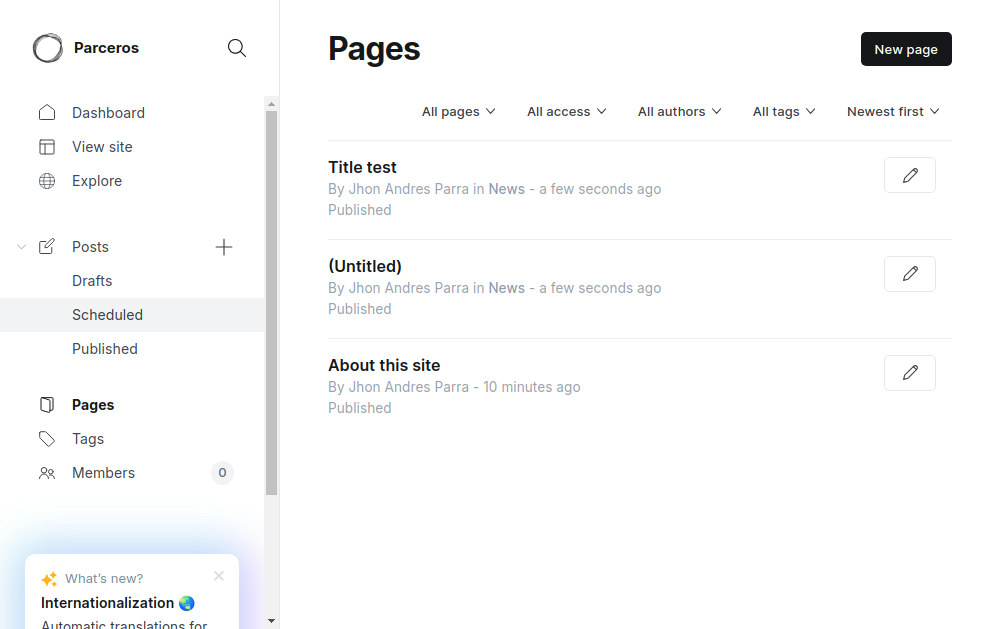 Parceros
Dashboard
View site
Explore
Posts
Drafts
Scheduled
Published
Pages
Tags
Members 0
What's new?
Internationalization 🌏
Automatic translations for
Pages
New page
All pages All access All authors All tags Newest first
Title test
By Jhon Andres Parra in News - a few seconds ago
Published
(Untitled)
By Jhon Andres Parra in News - a few seconds ago
Published
About this site
By Jhon Andres Parra - 10 minutes ago
Published